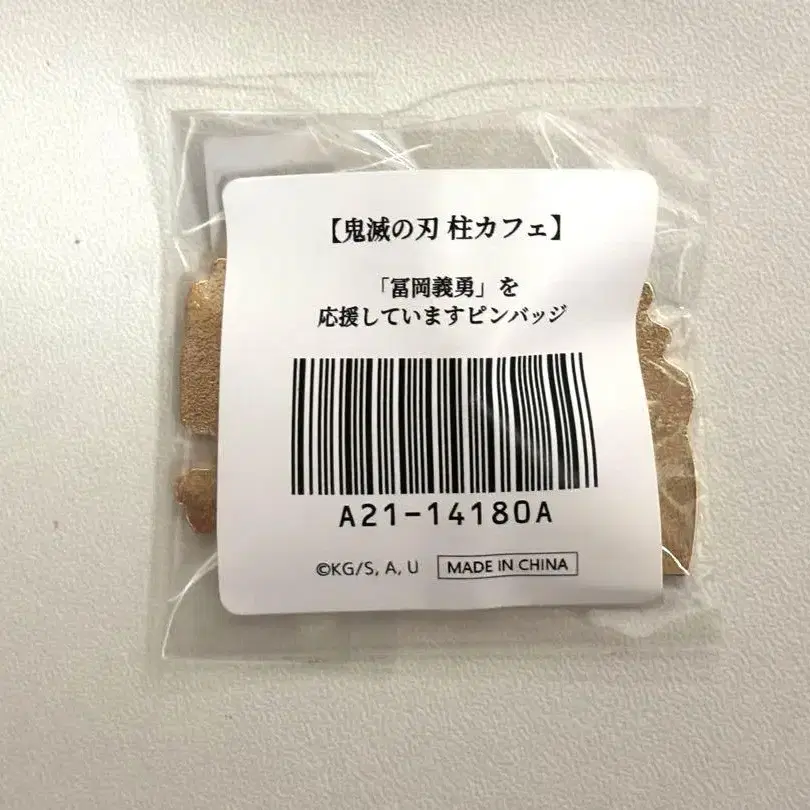 【鬼滅の刃 柱カフェ】
「冨岡義勇」を
応援していますピンバッジ
A21-14180A
©KG/S, A, U MADE IN CHINA